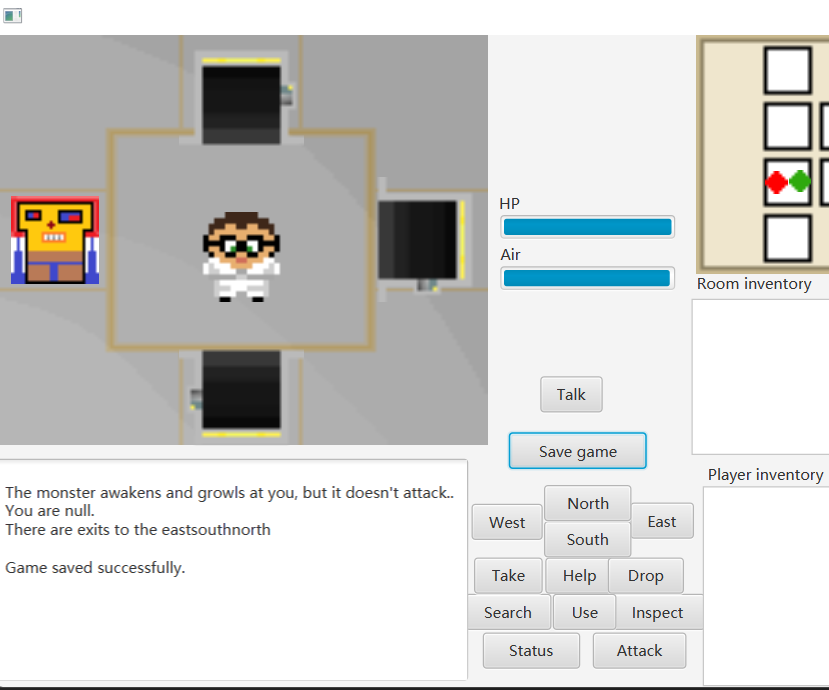 HP
Air
Room inventory
Talk
Save game
Player inventory
The monster awakens and growls at you, but it doesn't attack..
You are null.
There are exits to the eastsouthnorth
Game saved successfully.
North
West
East
South
Take
Help
Drop
Search
Use
Inspect
Status
Attack